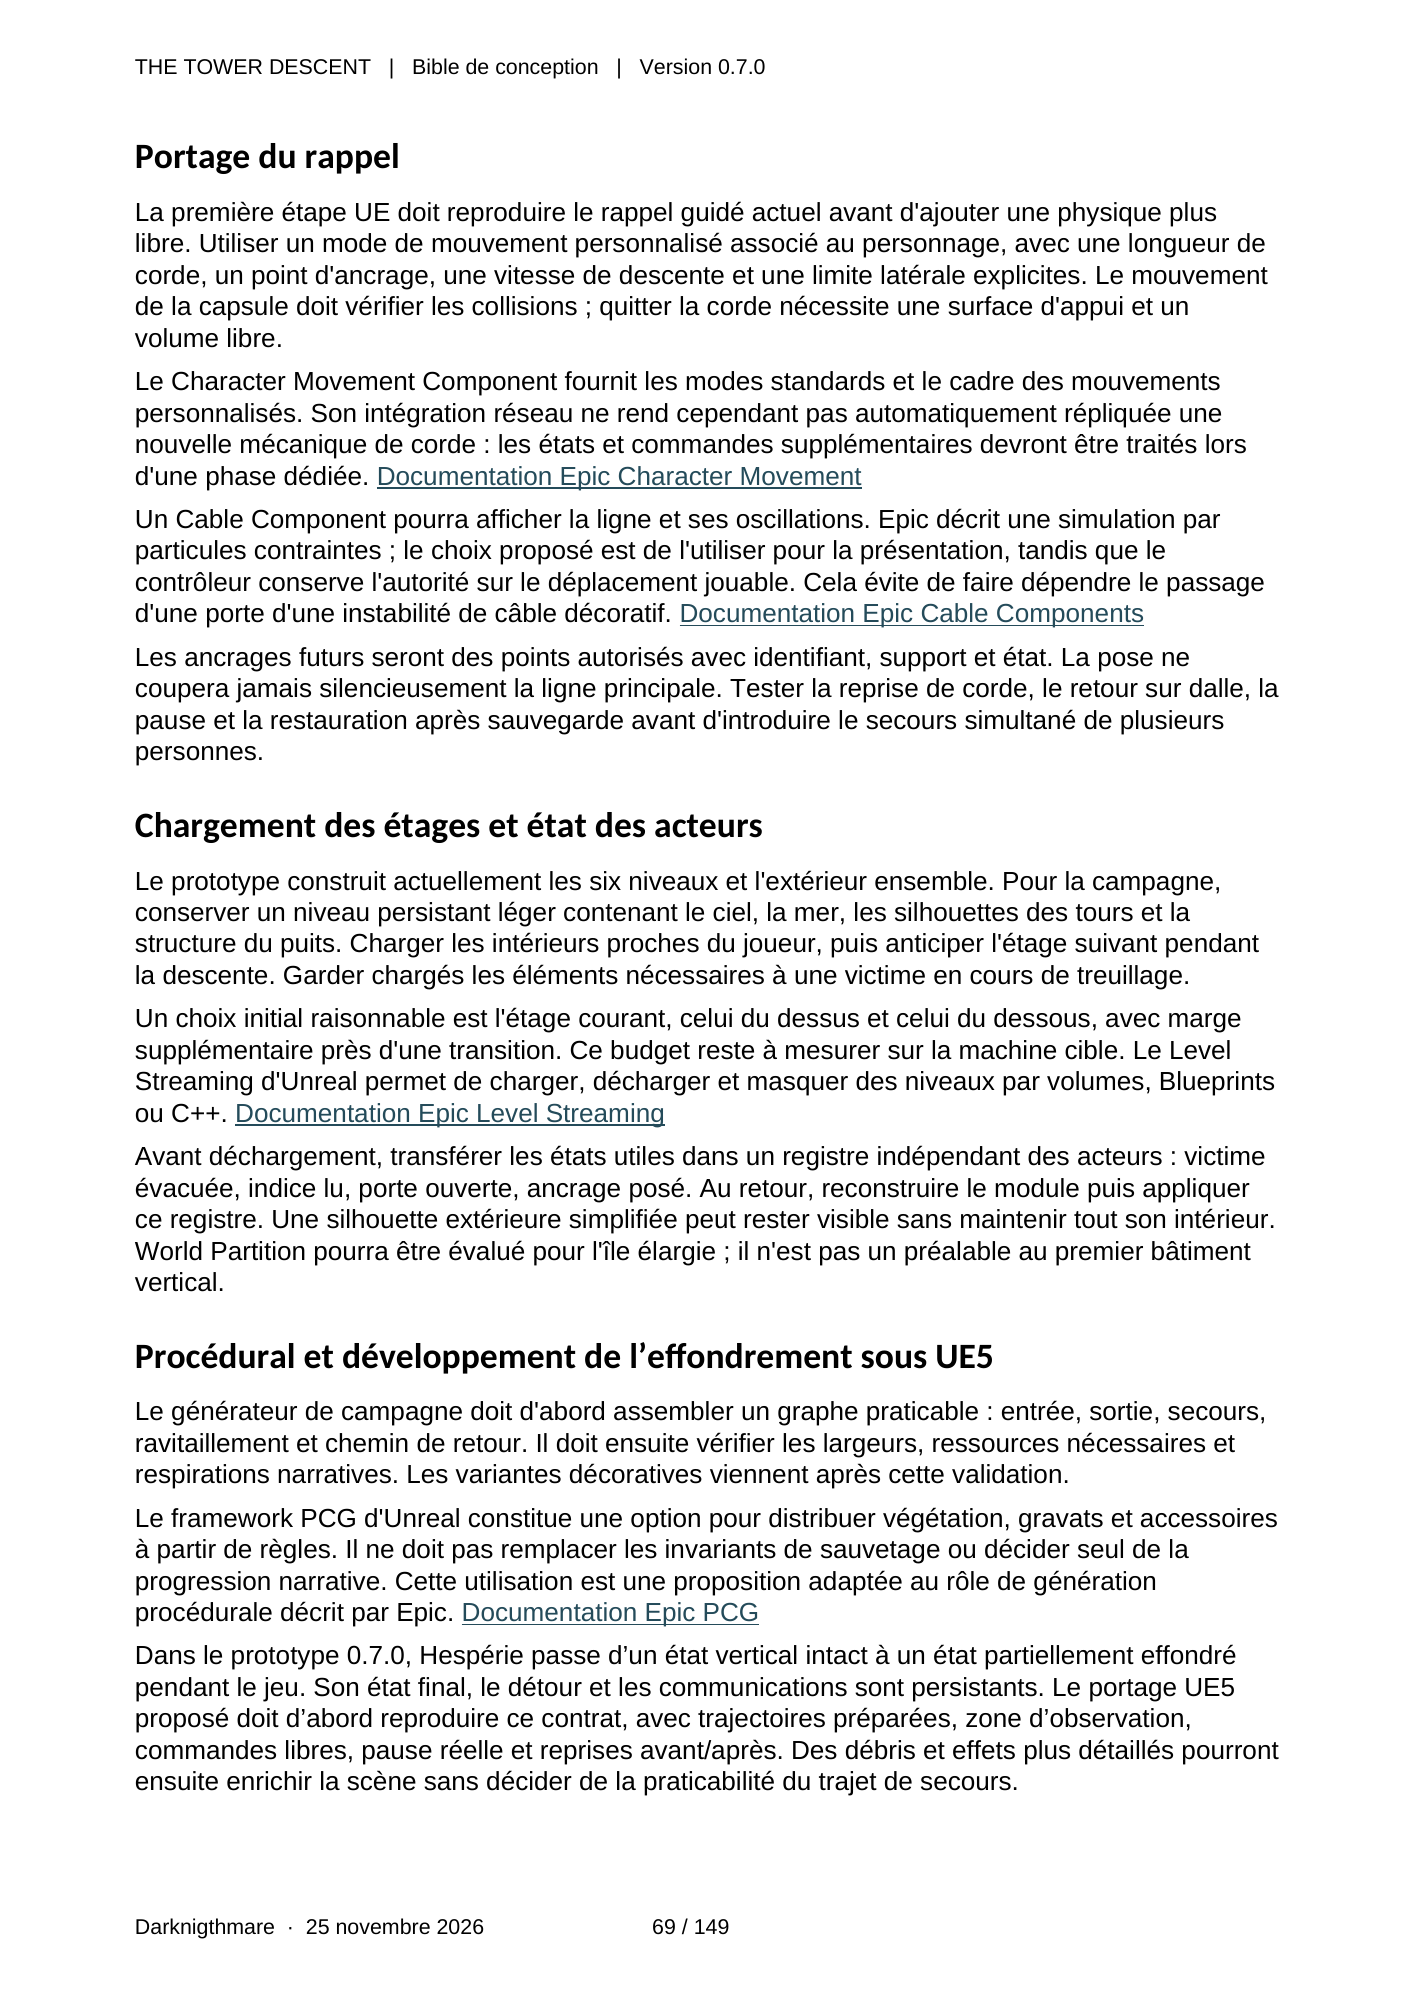 THE TOWER DESCENT | Bible de conception | Version 0.7.0
Portage du rappel
La première étape UE doit reproduire le rappel guidé actuel avant d'ajouter une physique plus
libre. Utiliser un mode de mouvement personnalisé associé au personnage, avec une longueur de
corde, un point d'ancrage, une vitesse de descente et une limite latérale explicites. Le mouvement
de la capsule doit vérifier les collisions ; quitter la corde nécessite une surface d'appui et un
volume libre.
Le Character Movement Component fournit les modes standards et le cadre des mouvements
personnalisés. Son intégration réseau ne rend cependant pas automatiquement répliquée une
nouvelle mécanique de corde : les états et commandes supplémentaires devront être traités lors
d'une phase dédiée. Documentation Epic Character Movement
Un Cable Component pourra afficher la ligne et ses oscillations. Epic décrit une simulation par
particules contraintes ; le choix proposé est de l'utiliser pour la présentation, tandis que le
contrôleur conserve l'autorité sur le déplacement jouable. Cela évite de faire dépendre le passage
d'une porte d'une instabilité de câble décoratif. Documentation Epic Cable Components
Les ancrages futurs seront des points autorisés avec identifiant, support et état. La pose ne
coupera jamais silencieusement la ligne principale. Tester la reprise de corde, le retour sur dalle, la
pause et la restauration après sauvegarde avant d'introduire le secours simultané de plusieurs
personnes.
Chargement des étages et état des acteurs
Le prototype construit actuellement les six niveaux et l'extérieur ensemble. Pour la campagne,
conserver un niveau persistant léger contenant le ciel, la mer, les silhouettes des tours et la
structure du puits. Charger les intérieurs proches du joueur, puis anticiper l'étage suivant pendant
la descente. Garder chargés les éléments nécessaires à une victime en cours de treuillage.
Un choix initial raisonnable est l'étage courant, celui du dessus et celui du dessous, avec marge
supplémentaire près d'une transition. Ce budget reste à mesurer sur la machine cible. Le Level
Streaming d'Unreal permet de charger, décharger et masquer des niveaux par volumes, Blueprints
ou C++. Documentation Epic Level Streaming
Avant déchargement, transférer les états utiles dans un registre indépendant des acteurs : victime
évacuée, indice lu, porte ouverte, ancrage posé. Au retour, reconstruire le module puis appliquer
ce registre. Une silhouette extérieure simplifiée peut rester visible sans maintenir tout son intérieur.
World Partition pourra être évalué pour l'île élargie ; il n'est pas un préalable au premier bâtiment
vertical.
Procédural et développement de l’effondrement sous UE5
Le générateur de campagne doit d'abord assembler un graphe praticable : entrée, sortie, secours,
ravitaillement et chemin de retour. Il doit ensuite vérifier les largeurs, ressources nécessaires et
respirations narratives. Les variantes décoratives viennent après cette validation.
Le framework PCG d'Unreal constitue une option pour distribuer végétation, gravats et accessoires
à partir de règles. Il ne doit pas remplacer les invariants de sauvetage ou décider seul de la
progression narrative. Cette utilisation est une proposition adaptée au rôle de génération
procédurale décrit par Epic. Documentation Epic PCG
Dans le prototype 0.7.0, Hespérie passe d’un état vertical intact à un état partiellement effondré
pendant le jeu. Son état final, le détour et les communications sont persistants. Le portage UE5
proposé doit d’abord reproduire ce contrat, avec trajectoires préparées, zone d’observation,
commandes libres, pause réelle et reprises avant/après. Des débris et effets plus détaillés pourront
ensuite enrichir la scène sans décider de la praticabilité du trajet de secours.
Darknigthmare · 25 novembre 2026 69 / 149